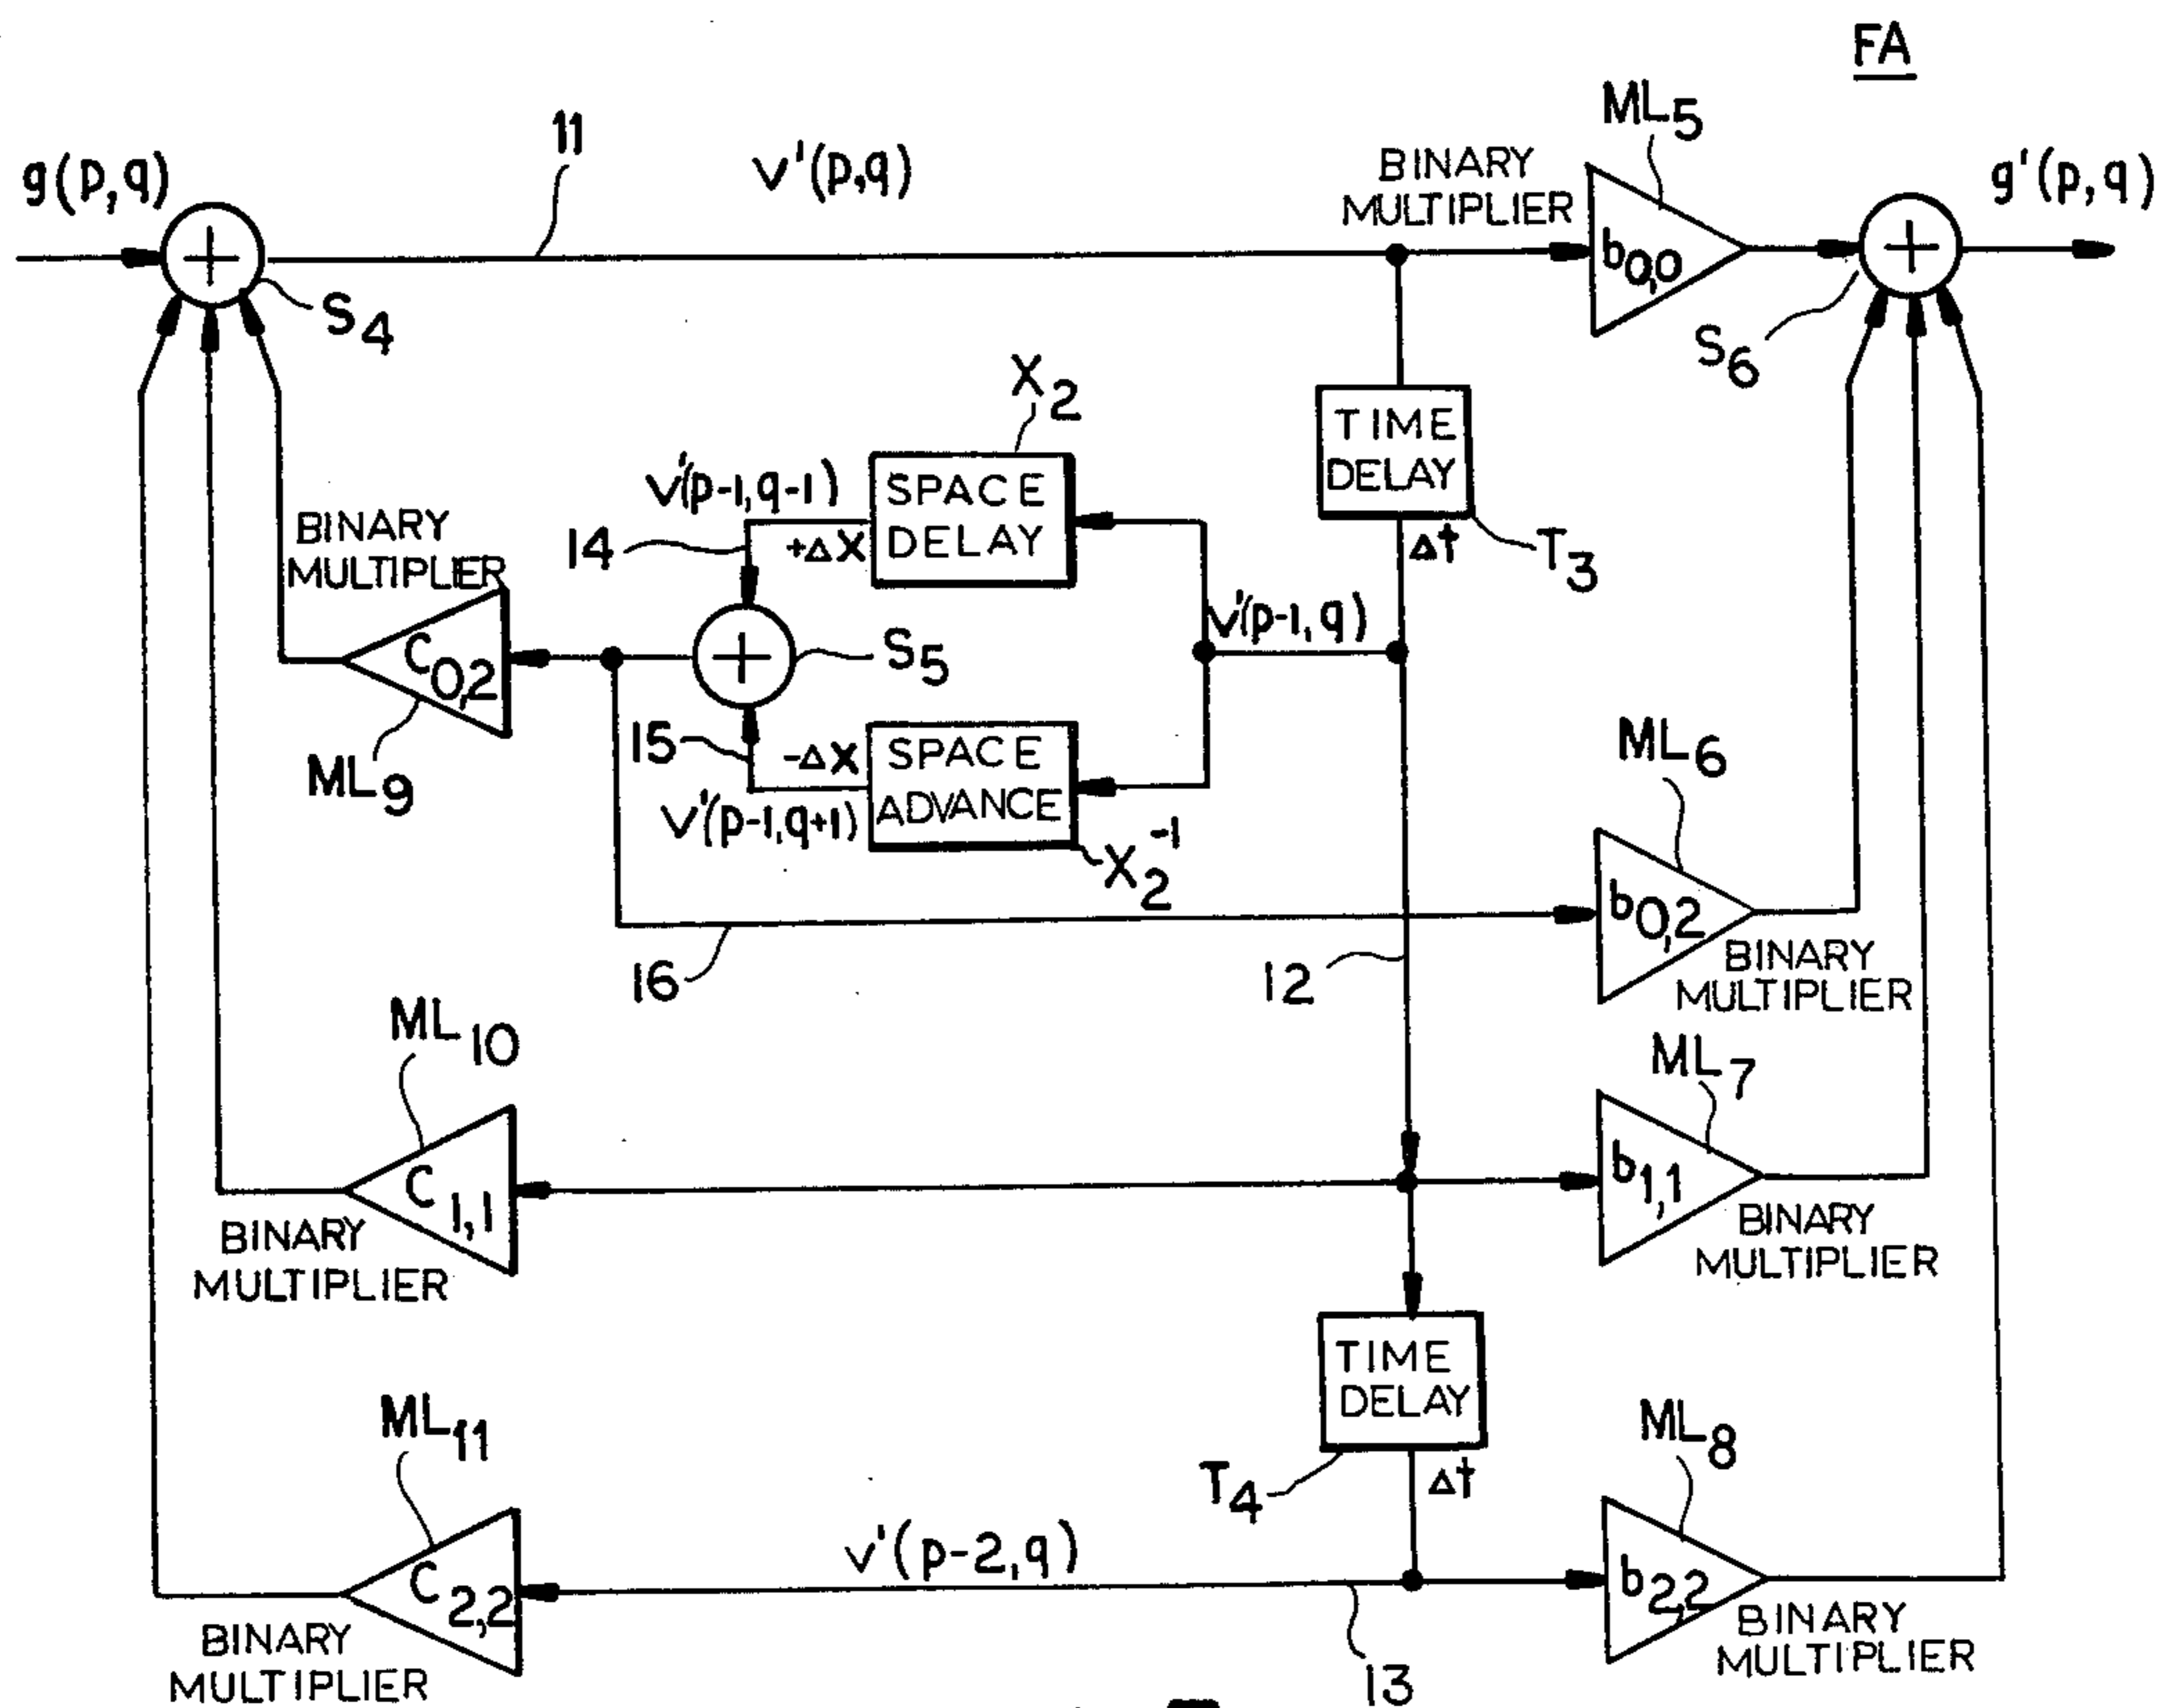 FA
ML5
11
g(p,q)
v'(p,q)
BINARY
MULTIPLIER
b0,0
g'(p,q)
S4
S6
X2
TIME
DELAY
Δt
T3
v'(p-1,q-1)
SPACE
DELAY
+ΔX
14
BINARY
MULTIPLIER
C0,2
ML9
S5
v'(p-1,q)
15
-ΔX
SPACE
ADVANCE
v'(p-1,q+1)
X2-1
ML6
b0,2
BINARY
MULTIPLIER
16
12
ML10
C1,1
BINARY
MULTIPLIER
ML7
b1,1
BINARY
MULTIPLIER
TIME
DELAY
T4
Δt
ML11
C2,2
BINARY
MULTIPLIER
v'(p-2,q)
ML8
b2,2
BINARY
MULTIPLIER
13